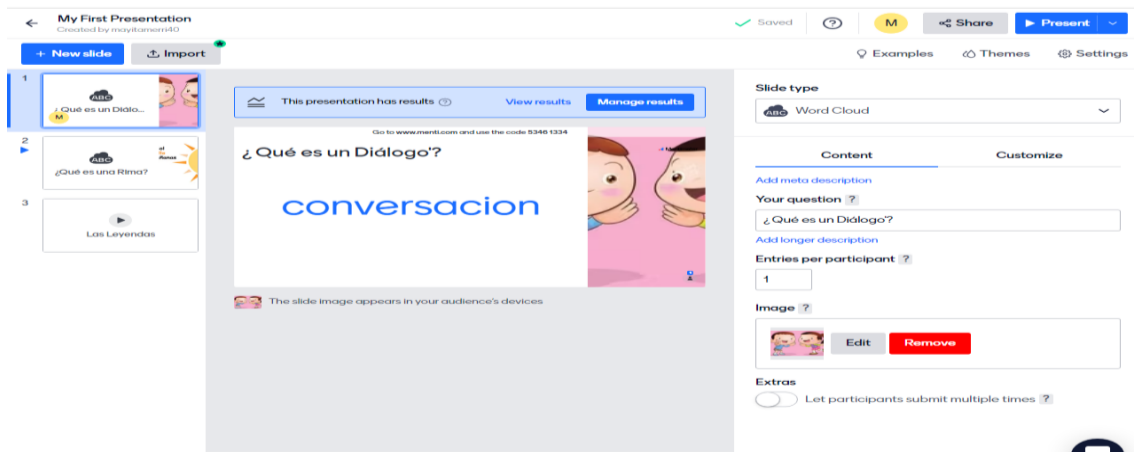 My First Presentation
Created by mayitamerri40
Saved
?
M
Share
Present
+ New slide
Import
Examples
Themes
Settings
1
ABC
¿ Qué es un Diálo...
M
2
ABC
¿Qué es una Rima?
3
Las Leyendas
This presentation has results ?
View results
Manage results
Go to www.menti.com and use the code 5346 1334
¿ Qué es un Diálogo'?
conversacion
The slide image appears in your audience's devices
Slide type
ABC Word Cloud
Content
Customize
Add meta description
Your question ?
¿ Qué es un Diálogo'?
Add longer description
Entries per participant ?
1
Image ?
Edit
Remove
Extras
Let participants submit multiple times ?